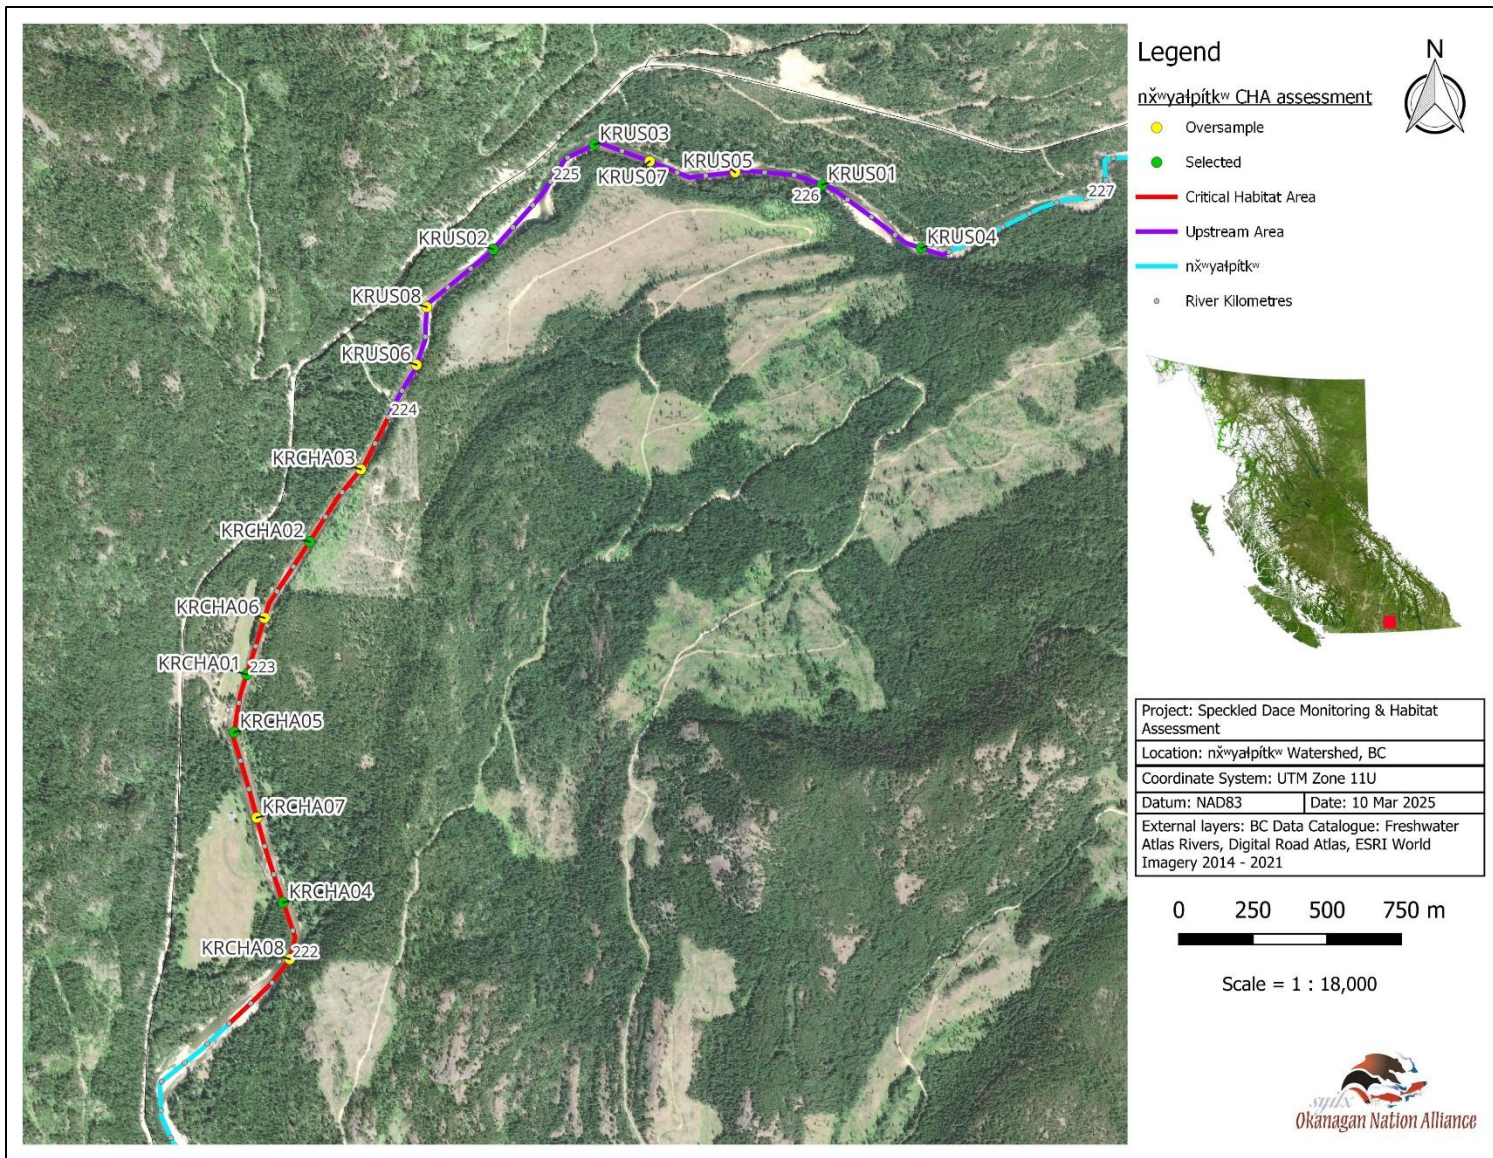 KRUS03
KRUS07
KRUS05
KRUS01
225
226
227
KRUS02
KRUS04
KRUS08
KRUS06
224
KRCHA03
KRCHA02
KRCHA06
KRCHA01
223
KRCHA05
KRCHA07
KRCHA04
KRCHA08
222
Legend
N
nx̌ʷyaɬpítkʷ CHA assessment
Oversample
Selected
Critical Habitat Area
Upstream Area
nx̌ʷyaɬpítkʷ
River Kilometres
Project: Speckled Dace Monitoring & Habitat
Assessment
Location: nx̌ʷyaɬpítkʷ Watershed, BC
Coordinate System: UTM Zone 11U
Datum: NAD83 Date: 10 Mar 2025
External layers: BC Data Catalogue: Freshwater
Atlas Rivers, Digital Road Atlas, ESRI World
Imagery 2014 - 2021
0 250 500 750 m
Scale = 1 : 18,000
syilx
Okanagan Nation Alliance